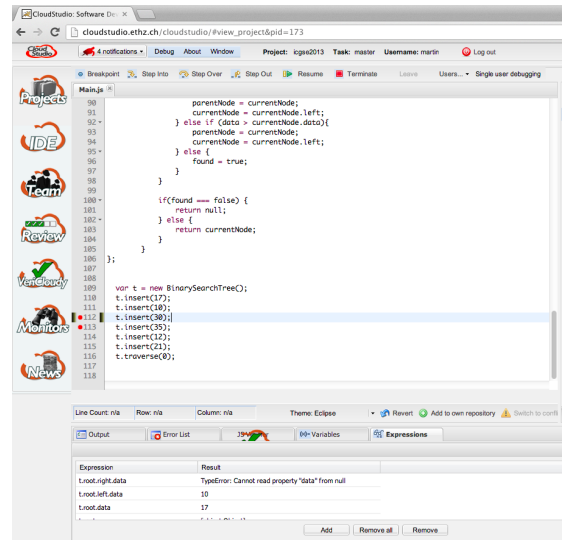 CloudStudio: Software De
cloudstudio.ethz.ch/cloudstudio/#view_project&pid=173
Cloud Studio
4 notifications Debug About Window Project: icgse2013 Task: master Username: martin Log out
Breakpoint Step Into Step Over Step Out Resume Terminate Leave Users... Single user debugging
Projects
IDE
Team
Review
VeriCloudy
Monitors
News
Main.js
90 parentNode = currentNode;
91 currentNode = currentNode.left;
92 } else if (data > currentNode.data){
93 parentNode = currentNode;
94 currentNode = currentNode.left;
95 } else {
96 found = true;
97 }
98 }
99
100 if(found === false) {
101 return null;
102 } else {
103 return currentNode;
104 }
105 }
106 };
107
108
109 var t = new BinarySearchTree();
110 t.insert(17);
111 t.insert(10);
112 t.insert(30);
113 t.insert(35);
114 t.insert(12);
115 t.insert(21);
116 t.traverse(0);
117
118
Line Count: n/a Row: n/a Column: n/a Theme: Eclipse Revert Add to own repository Switch to confli
Output Error List Variables Expressions
Expression Result
t.root.right.data TypeError: Cannot read property "data" from null
t.root.left.data 10
t.root.data 17
Add Remove all Remove